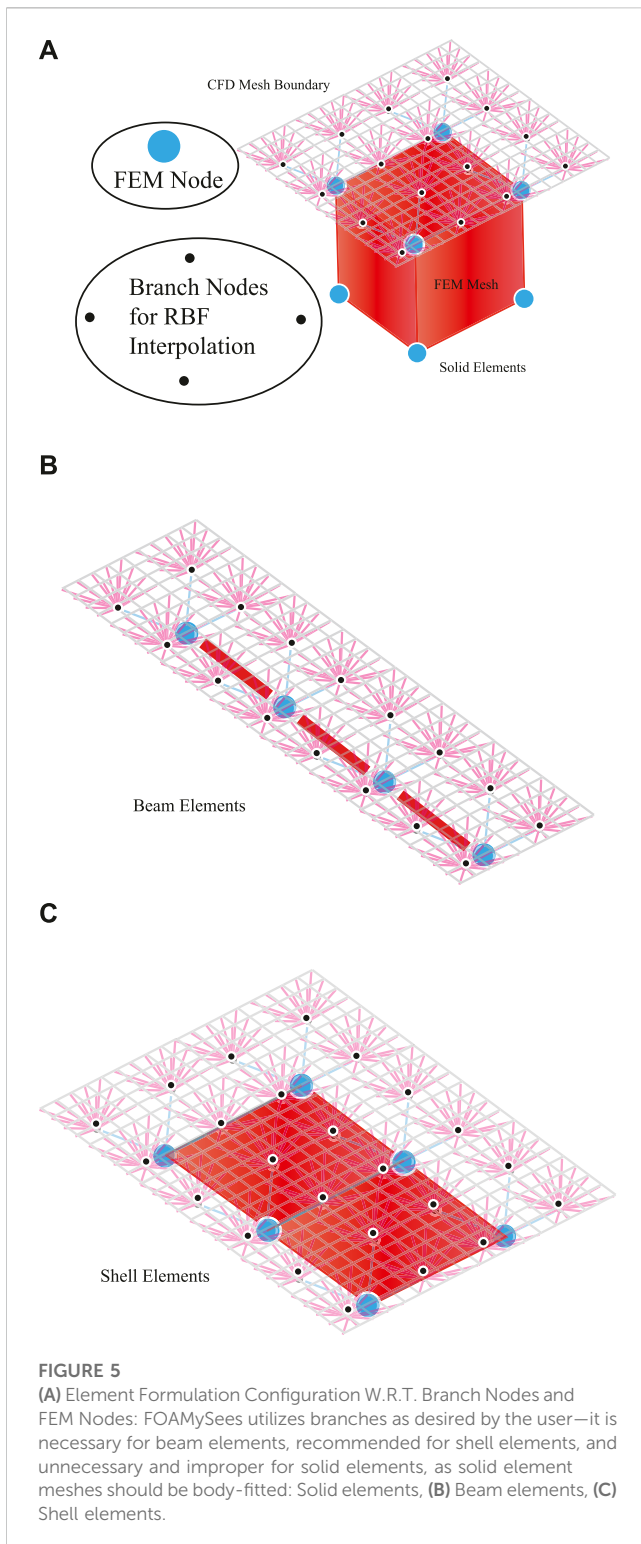 A
CFD Mesh Boundary
FEM Node
Branch Nodes
for RBF
Interpolation
FEM Mesh
Solid Elements
B
Beam Elements
C
Shell Elements
FIGURE 5
(A) Element Formulation Configuration W.R.T. Branch Nodes and
FEM Nodes: FOAMySees utilizes branches as desired by the user—it is
necessary for beam elements, recommended for shell elements, and
unnecessary and improper for solid elements, as solid element
meshes should be body-fitted: Solid elements, (B) Beam elements, (C)
Shell elements.